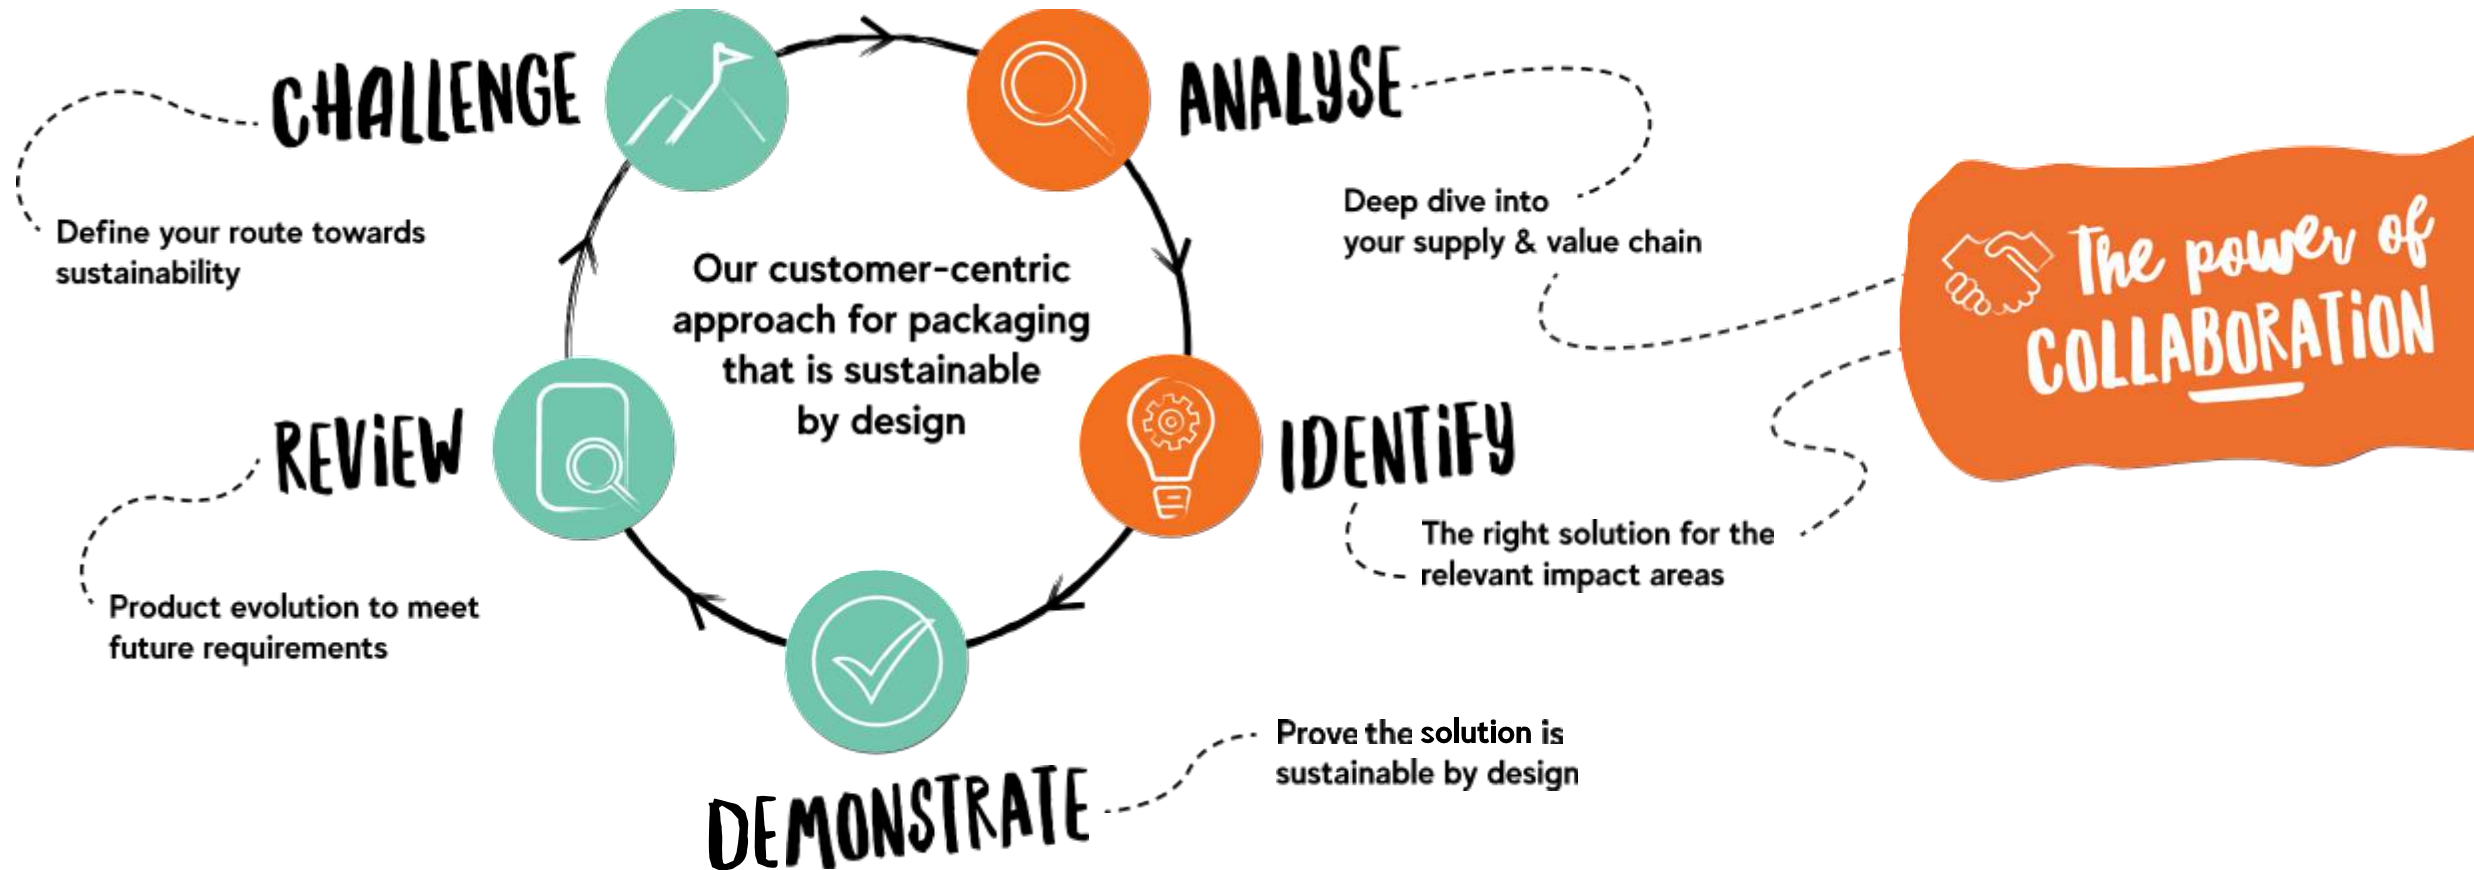 CHALLENGE
Define your route towards
sustainability
ANALYSE
Deep dive into
your supply & value chain
The power of
COLLABORATION
Our customer-centric
approach for packaging
that is sustainable
by design
IDENTIFY
The right solution for the
relevant impact areas
REVIEW
Product evolution to meet
future requirements
DEMONSTRATE
Prove the solution is
sustainable by design